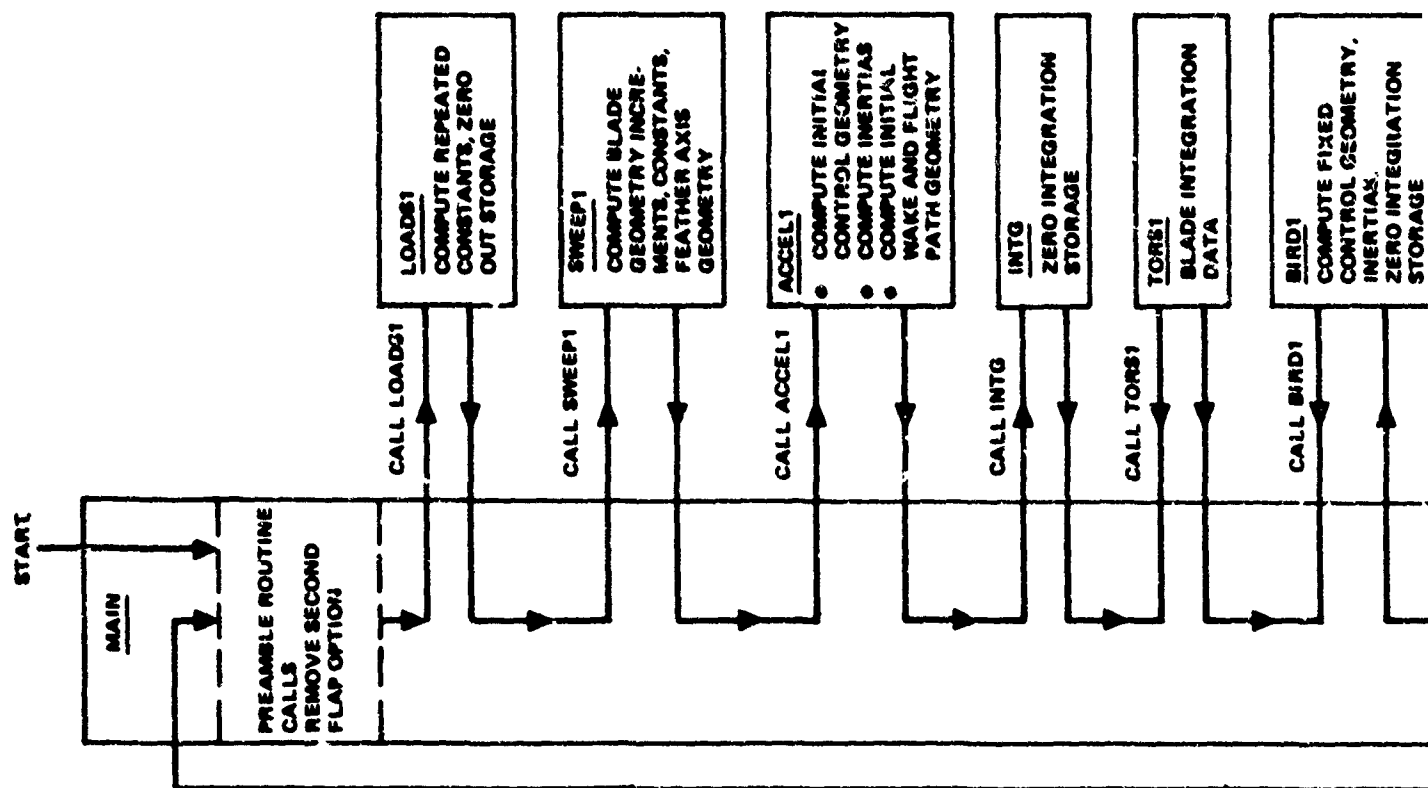 START
MAIN
PREAMBLE ROUTINE
CALLS
REMOVE SECOND
FLAP OPTION
CALL LOADS1
LOADS1
COMPUTE REPEATED
CONSTANTS, ZERO
OUT STORAGE
CALL SWEEP1
SWEEP1
COMPUTE BLADE
GEOMETRY INCRE-
MENTS, CONSTANTS,
FEATHER AXIS
GEOMETRY
CALL ACCEL1
ACCEL1
• COMPUTE INITIAL
CONTROL GEOMETRY
• COMPUTE INERTIAS
• COMPUTE INITIAL
WAKE AND FLIGHT
PATH GEOMETRY
CALL INTG
INTG
ZERO INTEGRATION
STORAGE
CALL TORS1
TORS1
BLADE INTEGRATION
DATA
CALL BIRD1
BIRD1
COMPUTE FIXED
CONTROL GEOMETRY,
INERTIAS,
ZERO INTEGRATION
STORAGE